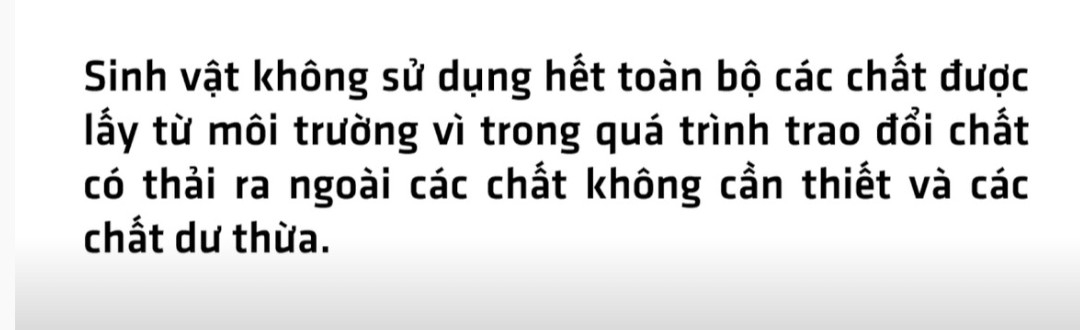 Sinh vật không sử dụng hết toàn bộ các chất được
lấy từ môi trường vì trong quá trình trao đổi chất
có thải ra ngoài các chất không cần thiết và các
chất dư thừa.